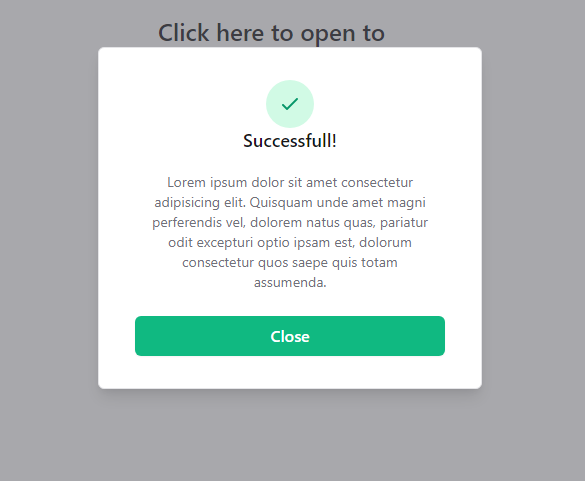 Click here to open to
Successfull!
Lorem ipsum dolor sit amet consectetur
adipisicing elit. Quisquam unde amet magni
perferendis vel, dolorem natus quas, pariatur
odit excepturi optio ipsam est, dolorum
consectetur quos saepe quis totam
assumenda.
Close